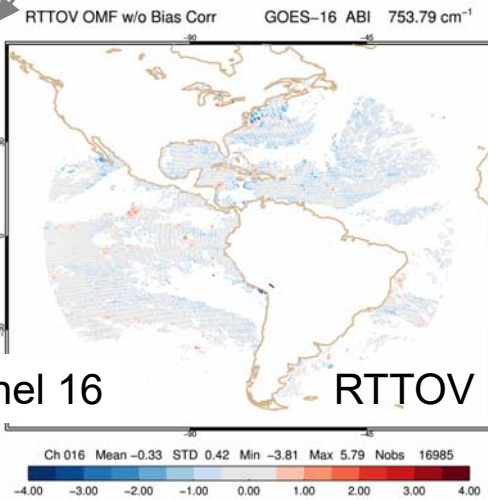 RTTOV OMF w/o Bias Corr GOES−16 ABI 753.79 cm−1
−90 −45
nel 16 RTTOV
−90 −45
Ch 016 Mean −0.33 STD 0.42 Min −3.81 Max 5.79 Nobs 16985
−4.00 −3.00 −2.00 −1.00 0.00 1.00 2.00 3.00 4.00